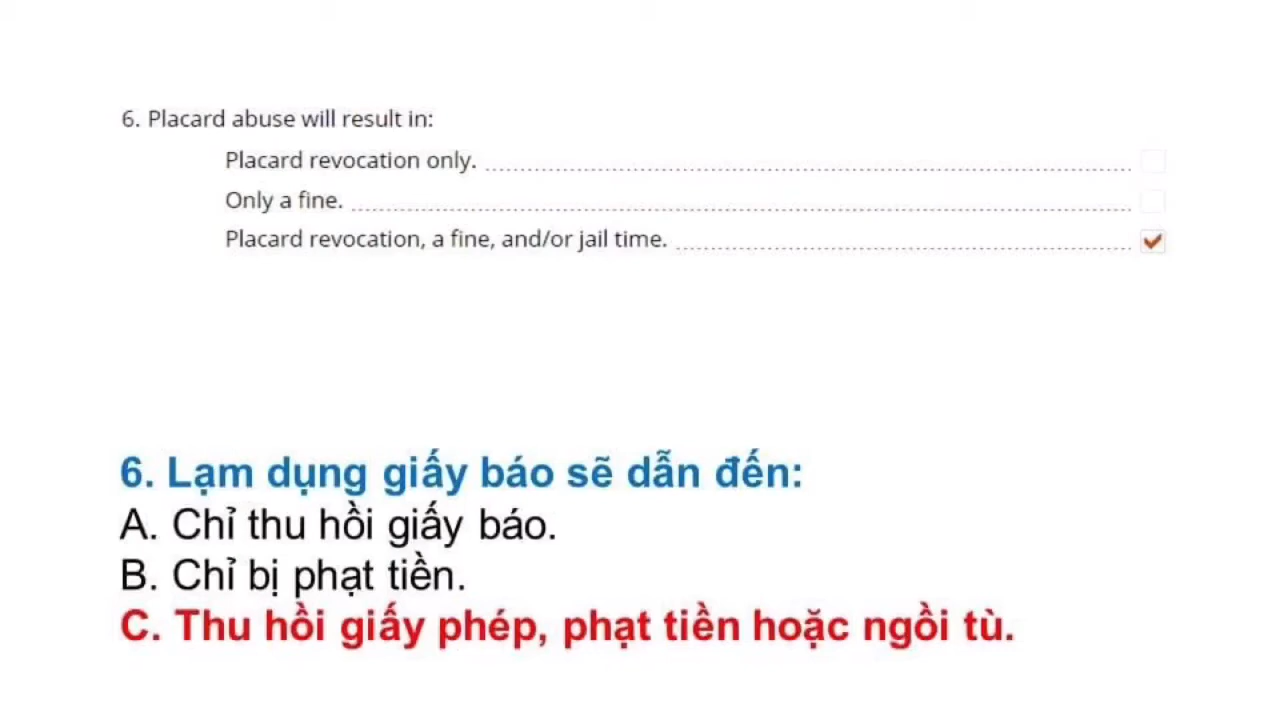 6. Placard abuse will result in:
Placard revocation only.
Only a fine.
Placard revocation, a fine, and/or jail time.
6. Lạm dụng giấy báo sẽ dẫn đến:
A. Chỉ thu hồi giấy báo.
B. Chỉ bị phạt tiền.
C. Thu hồi giấy phép, phạt tiền hoặc ngồi tù.